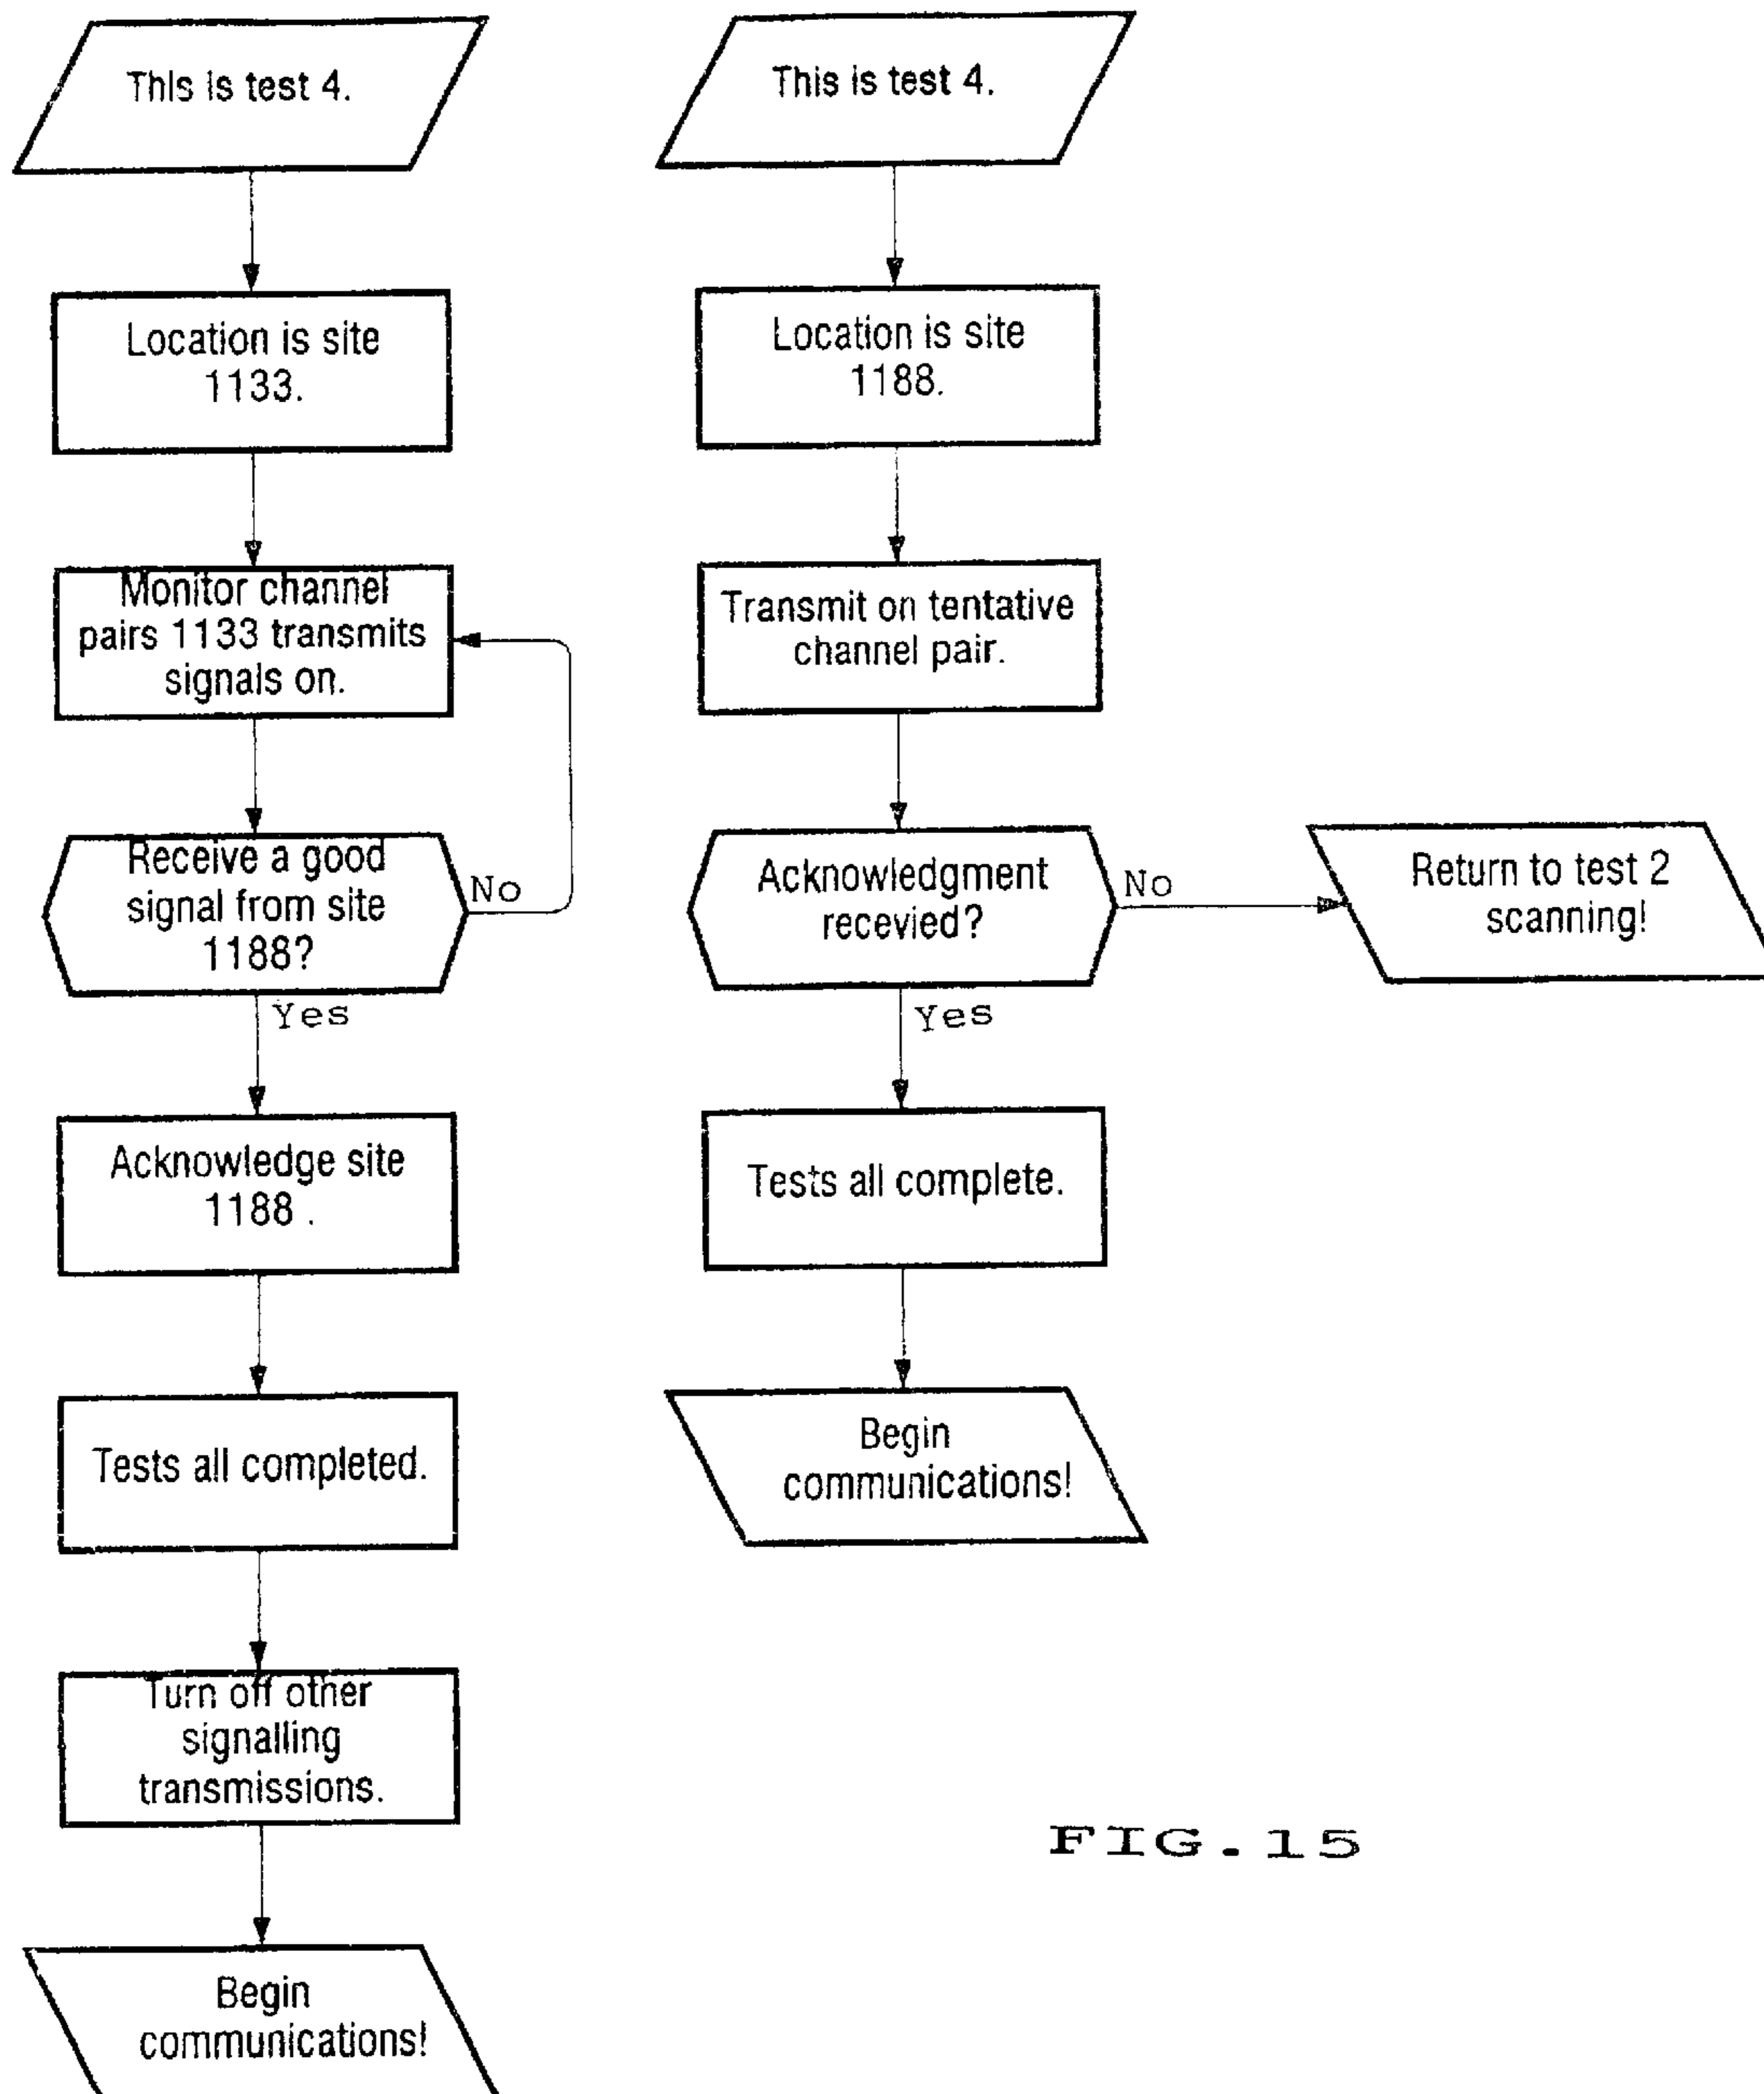 This is test 4.
Location is site
1133.
Monitor channel
pairs 1133 transmits
signals on.
Receive a good
signal from site
1188?
No
Yes
Acknowledge site
1188 .
Tests all completed.
Turn off other
signalling
transmissions.
Begin
communications!
This is test 4.
Location is site
1188.
Transmit on tentative
channel pair.
Acknowledgment
recevied?
No
Return to test 2
scanning!
Yes
Tests all complete.
Begin
communications!
FIG.15